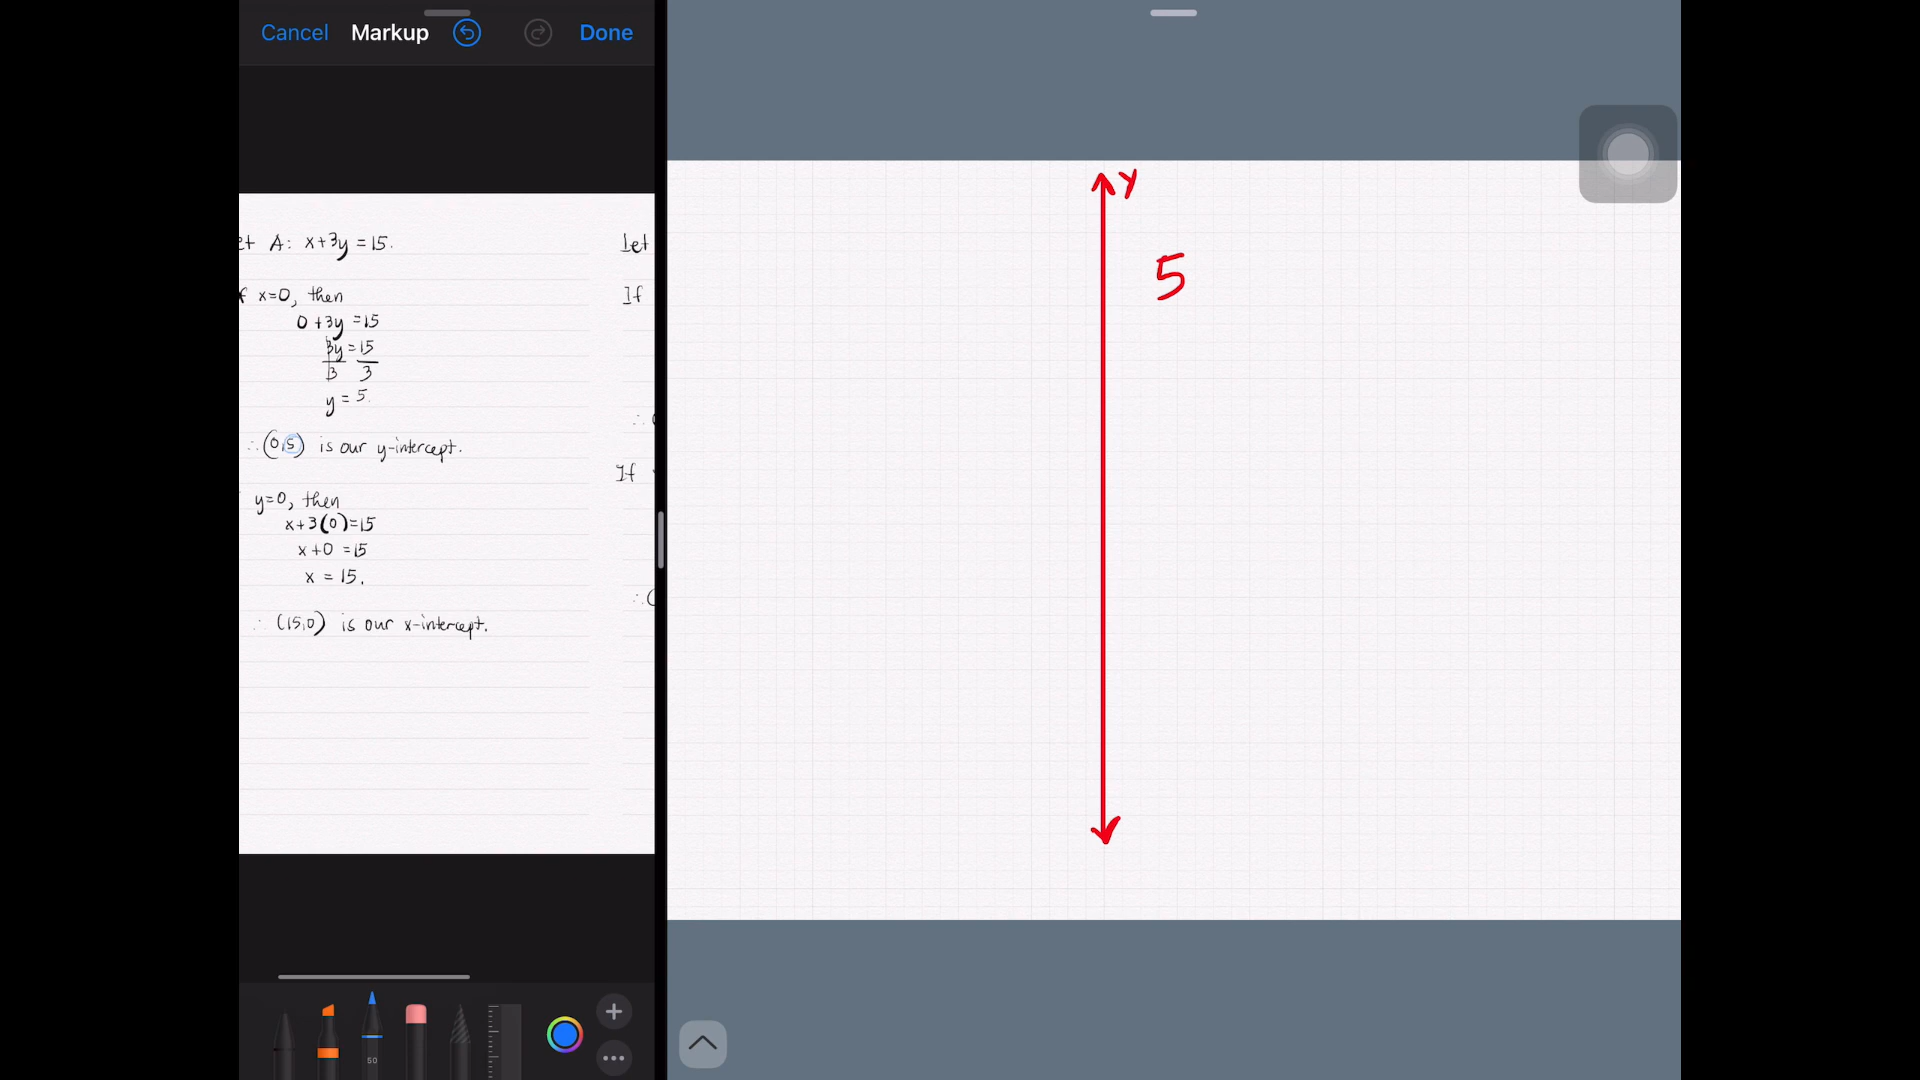 Cancel Markup Done
et A: x+3y=15.
f x=0, then
0+3y=15
3y=15
3 3
y=5.
∴(0,5) is our y-intercept.
y=0, then
x+3(0)=15
x+0=15
x=15.
∴(15,0) is our x-intercept.
let
If
∴(
If
∴(
50
y
5